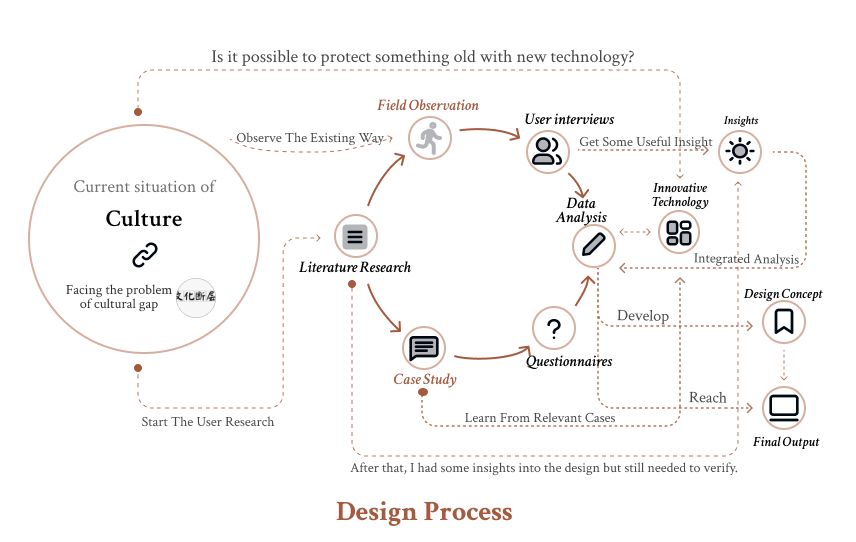 Is it possible to protect something old with new technology?
Field Observation
User interviews
Insights
Observe The Existing Way
Get Some Useful Insight
Current situation of
Culture
Innovative
Technology
Data
Analysis
Literature Research
Integrated Analysis
Facing the problem
of cultural gap
文化断层
Design Concept
Develop
?
Questionnaires
Case Study
Reach
Learn From Relevant Cases
Start The User Research
Final Output
After that, I had some insights into the design but still needed to verify.
Design Process